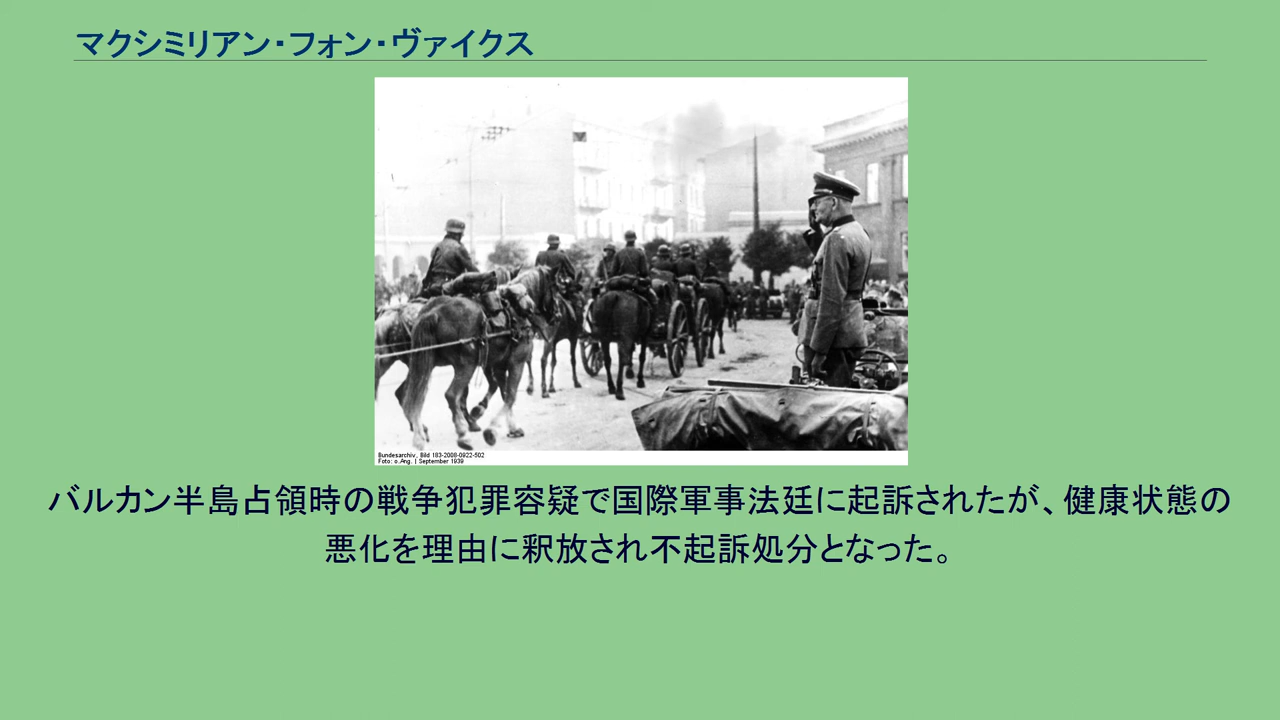 マクシミリアン・フォン・ヴァイクス
Bundesarchiv, Bild 183-2008-0922-502
Foto: o.Ang. | September 1939
バルカン半島占領時の戦争犯罪容疑で国際軍事法廷に起訴されたが、健康状態の
悪化を理由に釈放され不起訴処分となった。